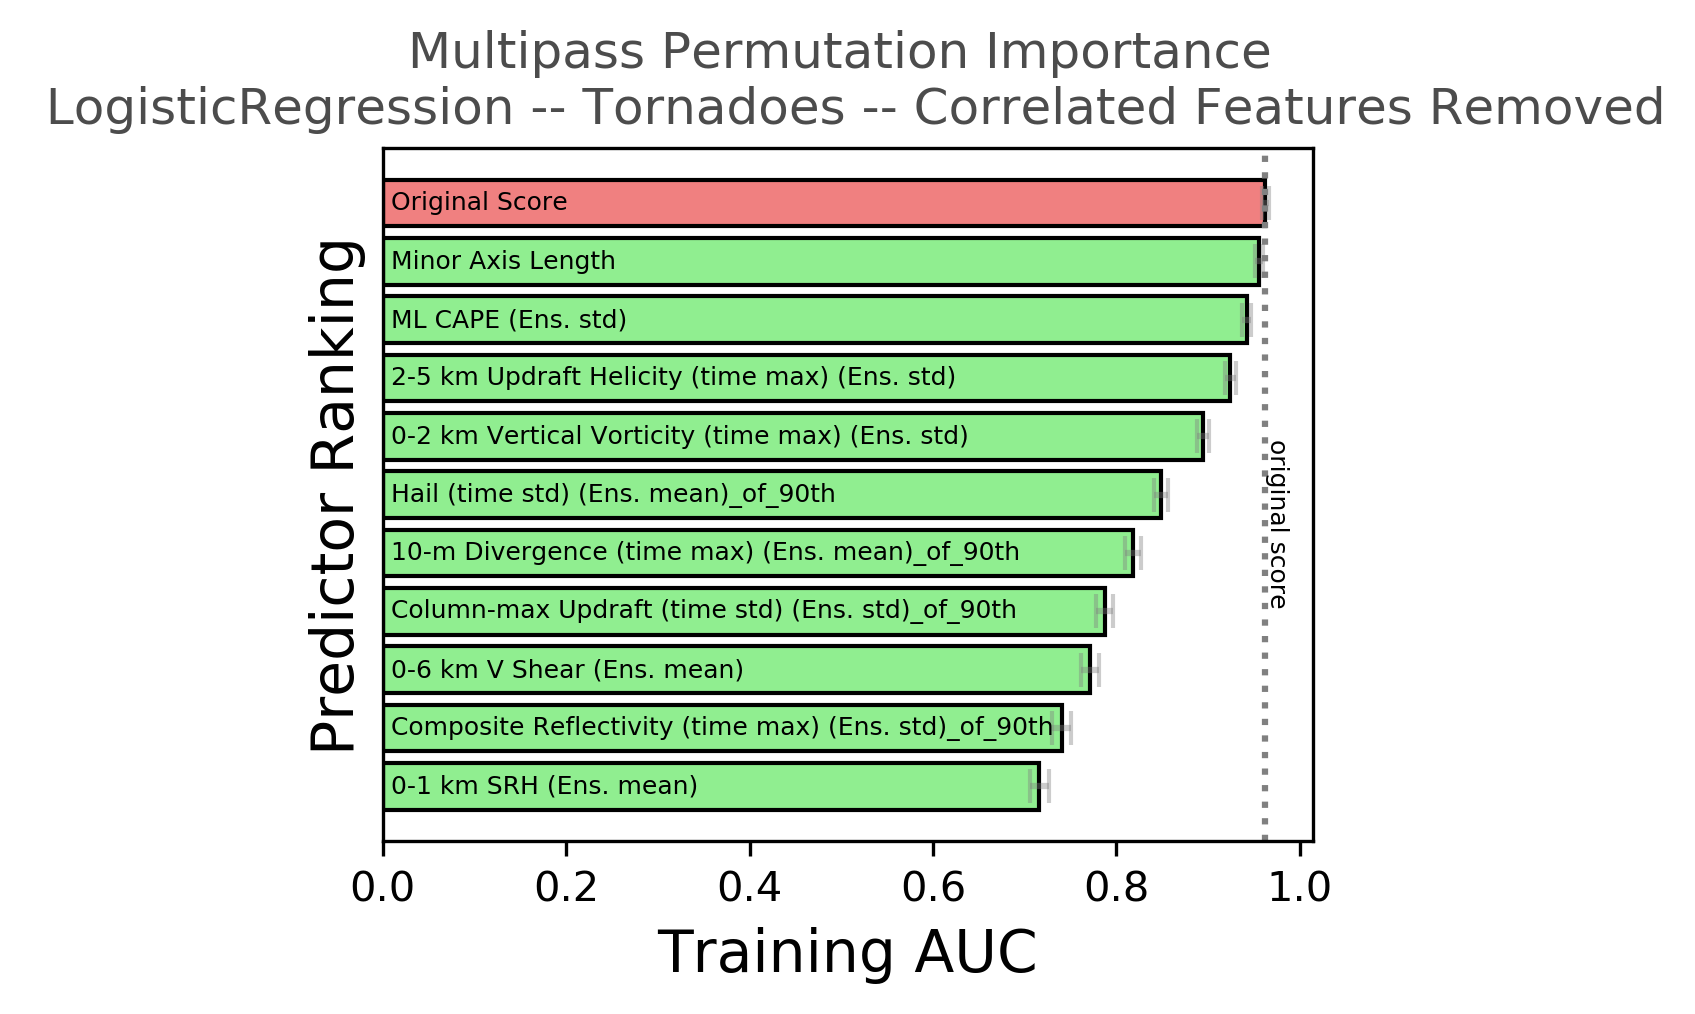 Multipass Permutation Importance
LogisticRegression -- Tornadoes -- Correlated Features Removed
Predictor Ranking
Original Score
Minor Axis Length
ML CAPE (Ens. std)
2-5 km Updraft Helicity (time max) (Ens. std)
0-2 km Vertical Vorticity (time max) (Ens. std)
Hail (time std) (Ens. mean)_of_90th
10-m Divergence (time max) (Ens. mean)_of_90th
Column-max Updraft (time std) (Ens. std)_of_90th
0-6 km V Shear (Ens. mean)
Composite Reflectivity (time max) (Ens. std)_of_90th
0-1 km SRH (Ens. mean)
original score
0.0 0.2 0.4 0.6 0.8 1.0
Training AUC